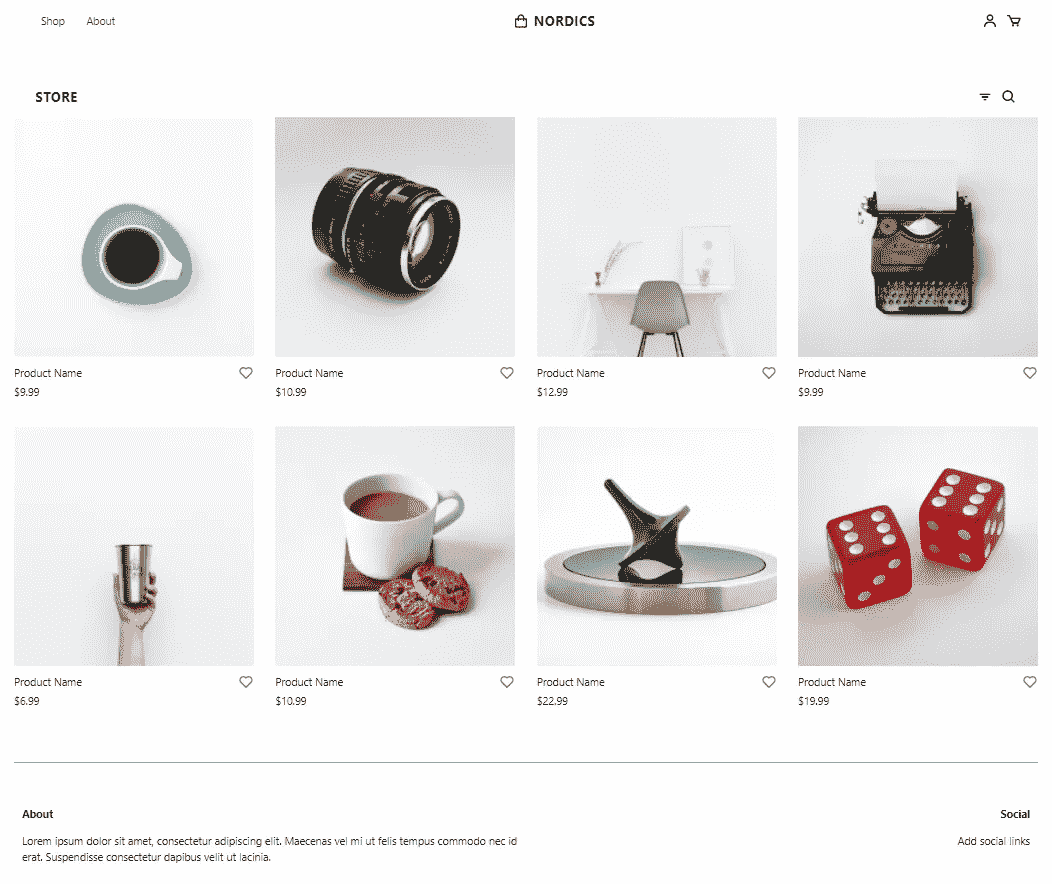 Shop About NORDICS
STORE
Product Name Product Name Product Name Product Name
$9.99 $10.99 $12.99 $9.99
Product Name Product Name Product Name Product Name
$6.99 $10.99 $22.99 $19.99
About Social
Lorem ipsum dolor sit amet, consectetur adipiscing elit. Maecenas vel mi ut felis tempus commodo nec id Add social links
erat. Suspendisse consectetur dapibus velit ut lacinia.